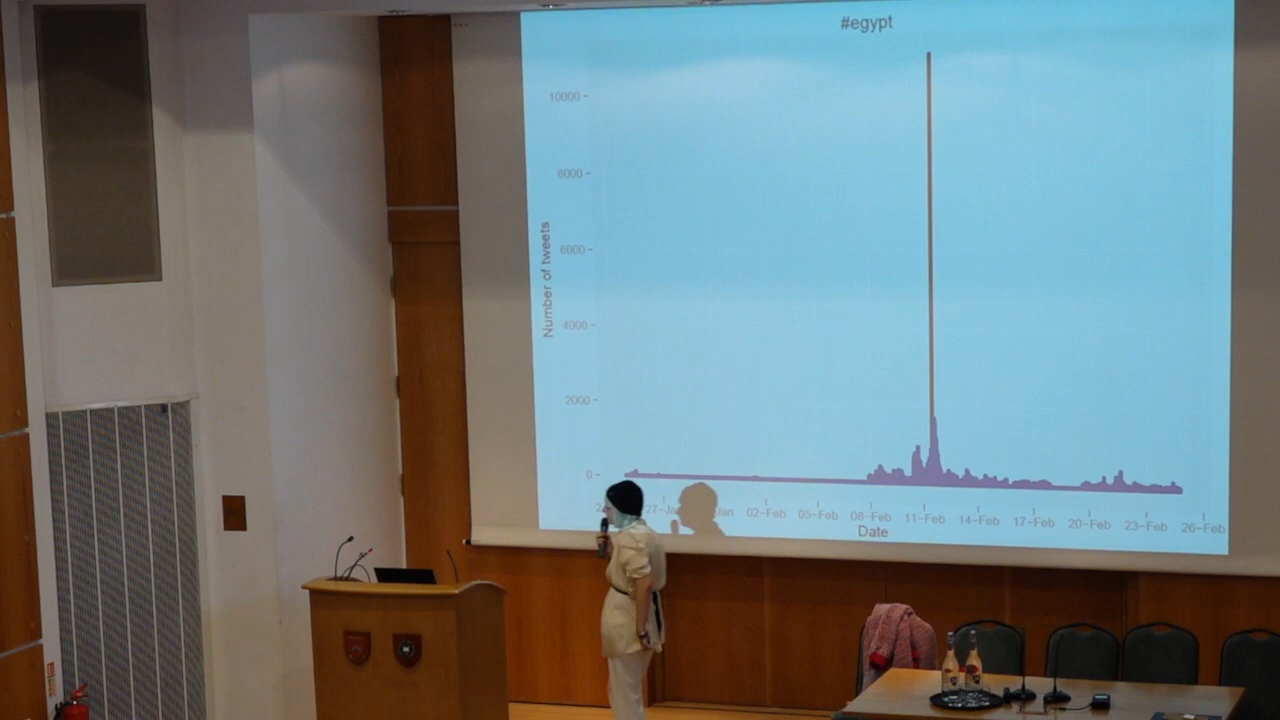 #egypt
10000
8000
6000
4000
2000
0
Number of tweets
02-Feb 05-Feb 08-Feb 11-Feb 14-Feb 17-Feb 20-Feb 23-Feb 26-Feb
Date